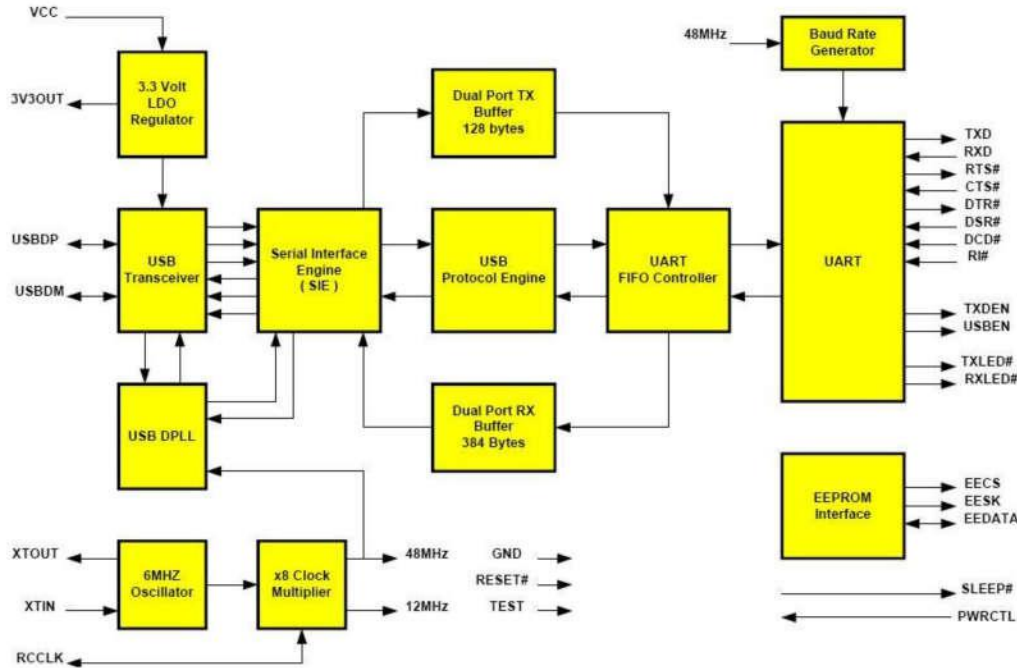 VCC
3V3OUT
3.3 Volt
LDO
Regulator
Dual Port TX
Buffer
128 bytes
48MHz
Baud Rate
Generator
USBDP
USBDM
USB
Transceiver
Serial Interface
Engine
( SIE )
USB
Protocol Engine
UART
FIFO Controller
UART
TXD
RXD
RTS#
CTS#
DTR#
DSR#
DCD#
RI#
TXDEN
USBEN
TXLED#
RXLED#
USB DPLL
Dual Port RX
Buffer
384 Bytes
EEPROM
Interface
EECS
EESK
EEDATA
XTOUT
XTIN
6MHZ
Oscillator
x8 Clock
Multiplier
48MHz
12MHz
GND
RESET#
TEST
SLEEP#
PWRCTL
RCCLK